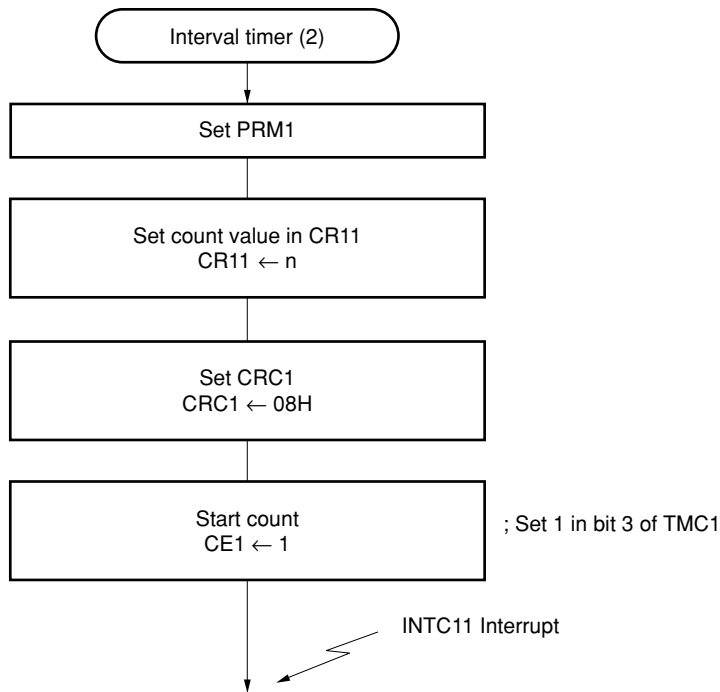 Interval timer (2)
Set PRM1
Set count value in CR11
CR11 ← n
Set CRC1
CRC1 ← 08H
Start count
CE1 ← 1
; Set 1 in bit 3 of TMC1
INTC11 Interrupt